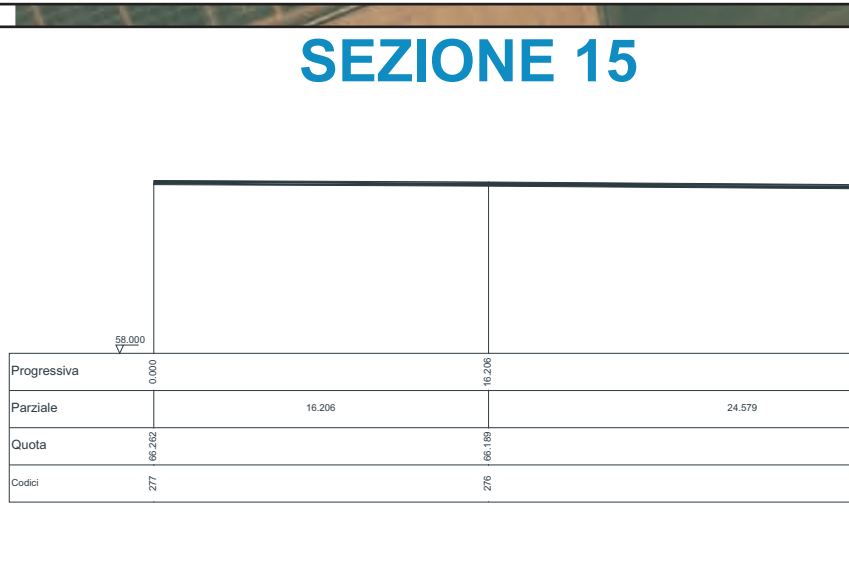 SEZIONE 15
58.000
Progressiva 0.000 16.206
Parziale 16.206 24.579
Quota 66.262 66.189
Codici 277 276